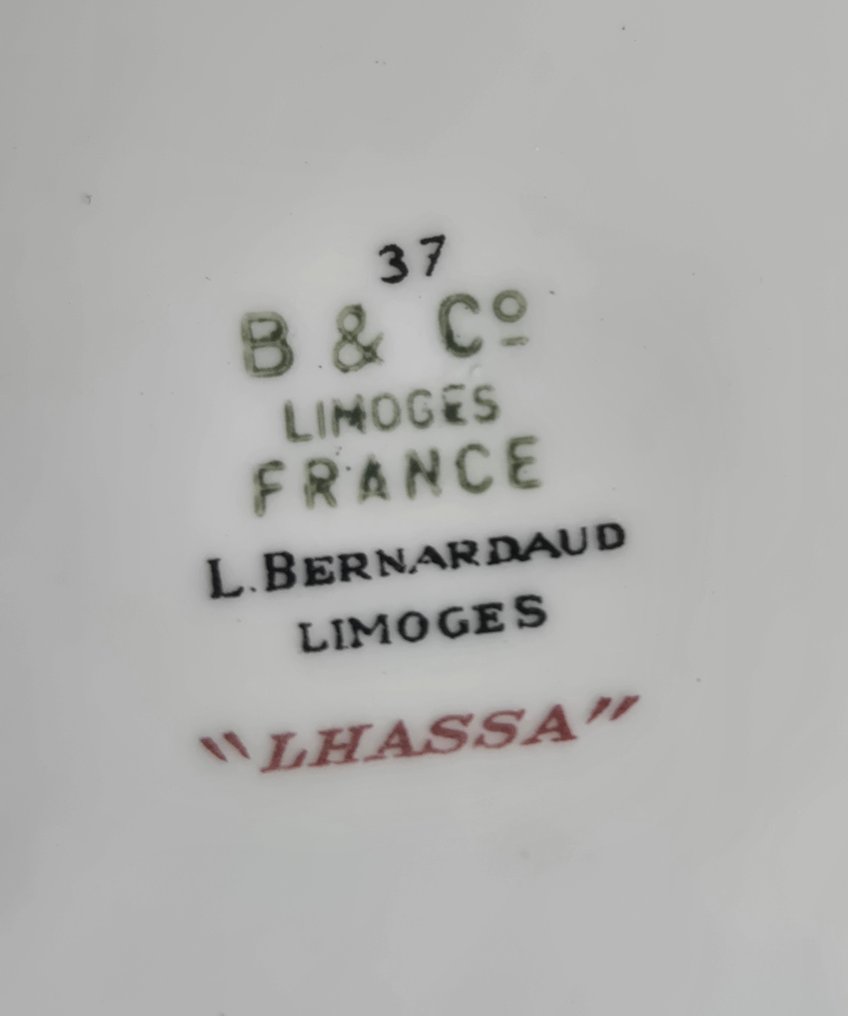 37
B & Cº
LIMOGES
FRANCE
L. BERNARDAUD
LIMOGES
"LHASSA"